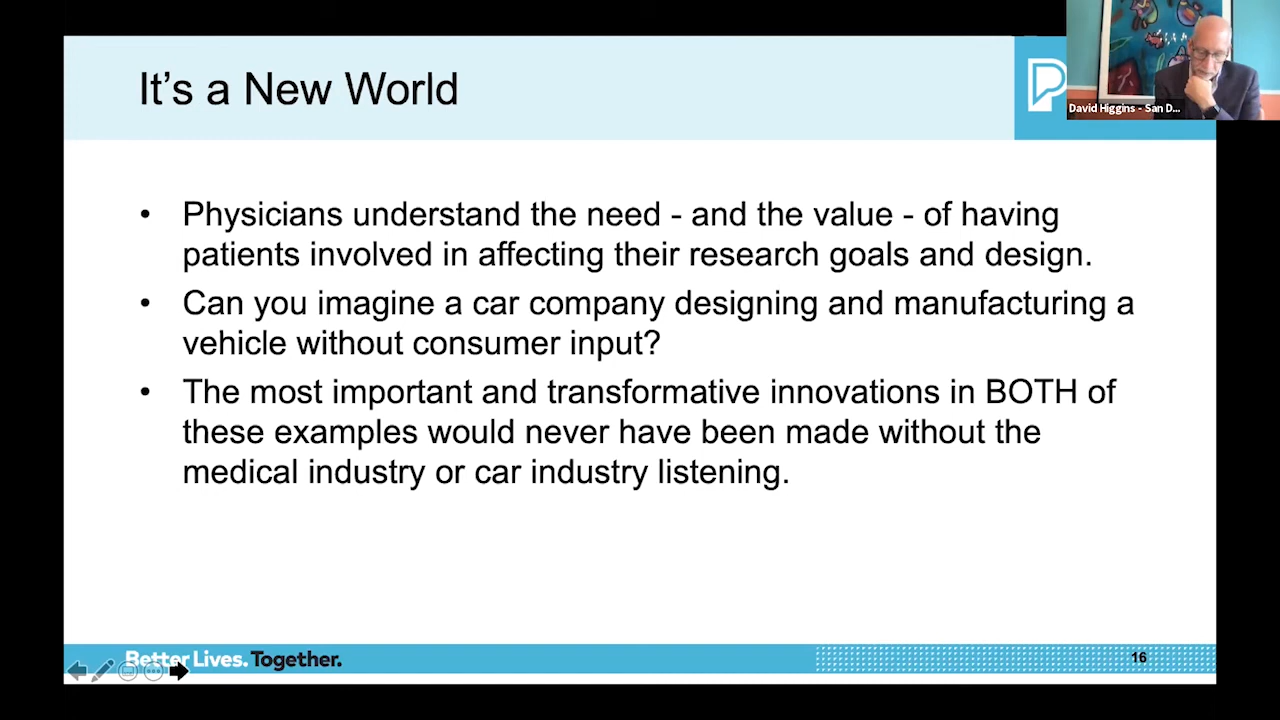 It's a New World
David Higgins - San D...
• Physicians understand the need - and the value - of having
patients involved in affecting their research goals and design.
• Can you imagine a car company designing and manufacturing a
vehicle without consumer input?
• The most important and transformative innovations in BOTH of
these examples would never have been made without the
medical industry or car industry listening.
Better Lives. Together.
16